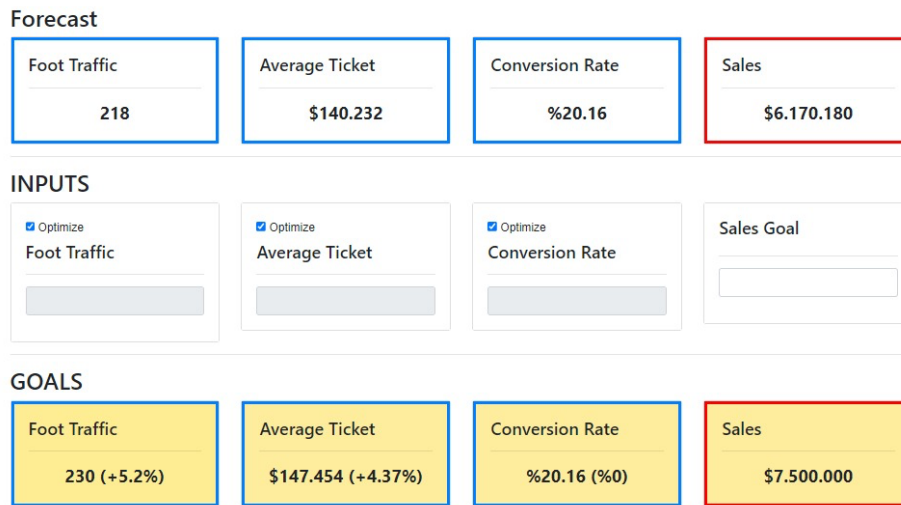 Forecast
Foot Traffic
218
Average Ticket
$140.232
Conversion Rate
%20.16
Sales
$6.170.180
INPUTS
Optimize
Foot Traffic
Optimize
Average Ticket
Optimize
Conversion Rate
Sales Goal
GOALS
Foot Traffic
230 (+5.2%)
Average Ticket
$147.454 (+4.37%)
Conversion Rate
%20.16 (%0)
Sales
$7.500.000